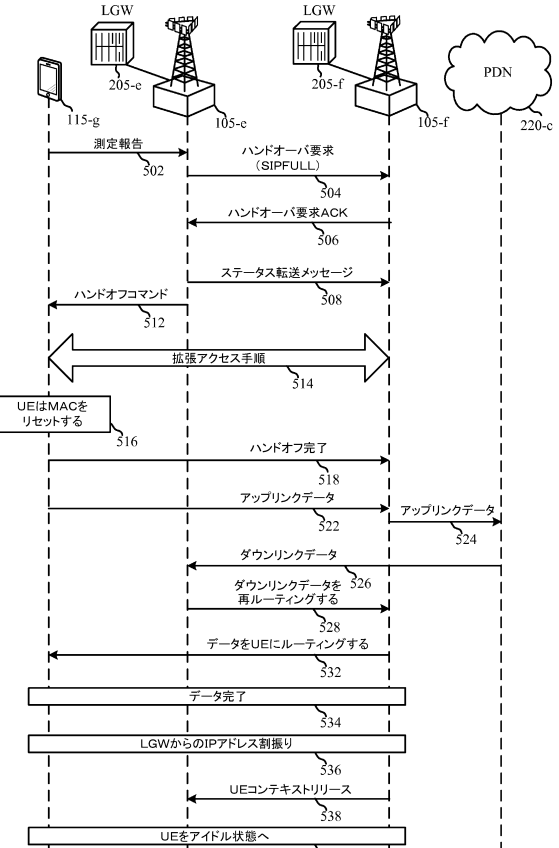 LGW
LGW
205-e
205-f
PDN
115-g
105-e
105-f
220-c
測定報告
502
ハンドオーバ要求
(SIPFULL)
504
ハンドオーバ要求ACK
506
ステータス転送メッセージ
508
ハンドオフコマンド
512
拡張アクセス手順
514
UEはMACを
リセットする
516
ハンドオフ完了
518
アップリンクデータ
522
アップリンクデータ
524
ダウンリンクデータ
526
ダウンリンクデータを
再ルーティングする
528
データをUEにルーティングする
532
データ完了
534
LGWからのIPアドレス割振り
536
UEコンテキストリリース
538
UEをアイドル状態へ